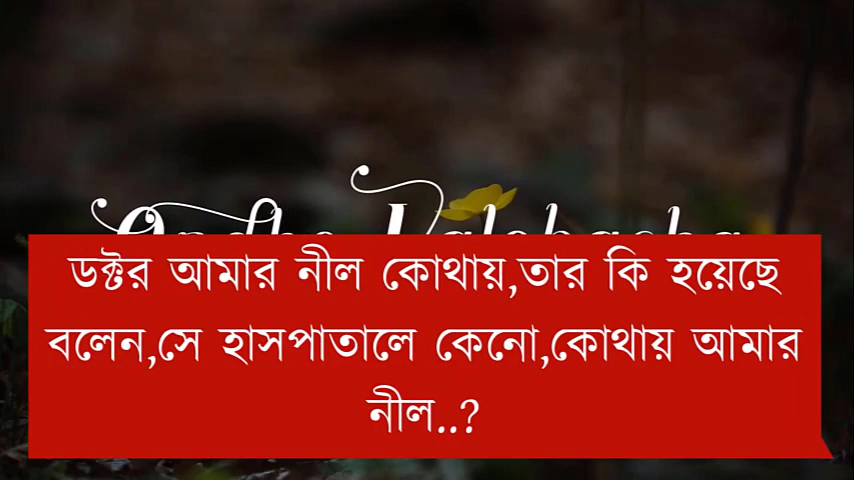 ডক্টর আমার নীল কোথায়,তার কি হয়েছে
বলেন,সে হাসপাতালে কেনো,কোথায় আমার
নীল..?